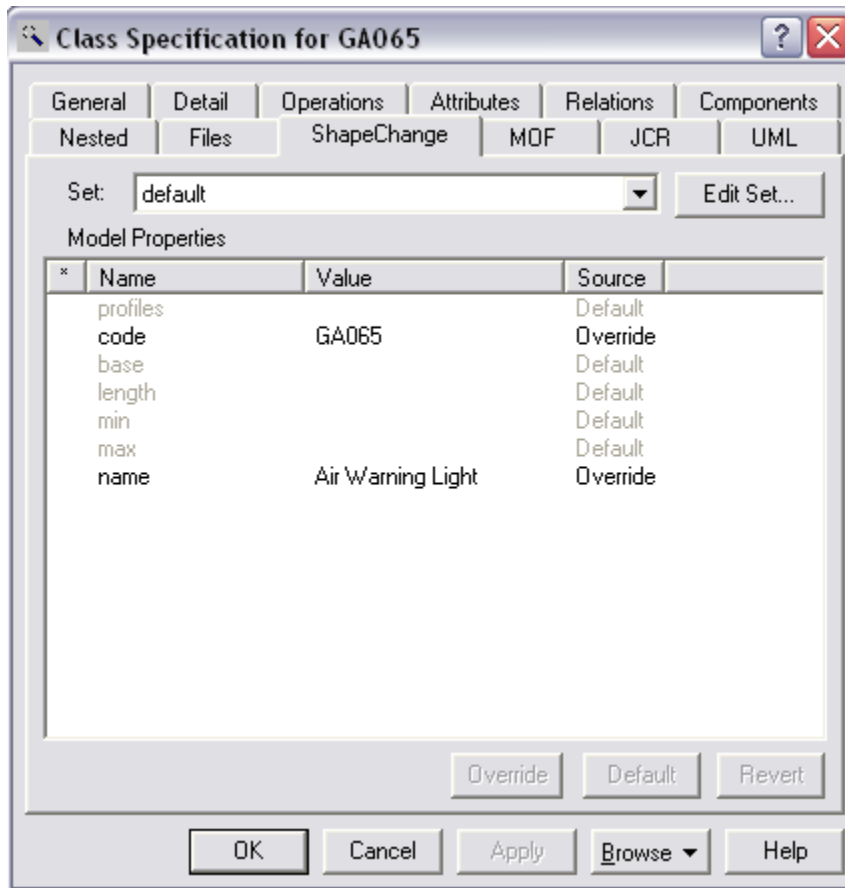 Class Specification for GA065
General Detail Operations Attributes Relations Components
Nested Files ShapeChange MOF JCR UML
Set: default Edit Set...
Model Properties
* Name Value Source
profiles Default
code GA065 Override
base Default
length Default
min Default
max Default
name Air Warning Light Override
Override Default Revert
OK Cancel Apply Browse Help